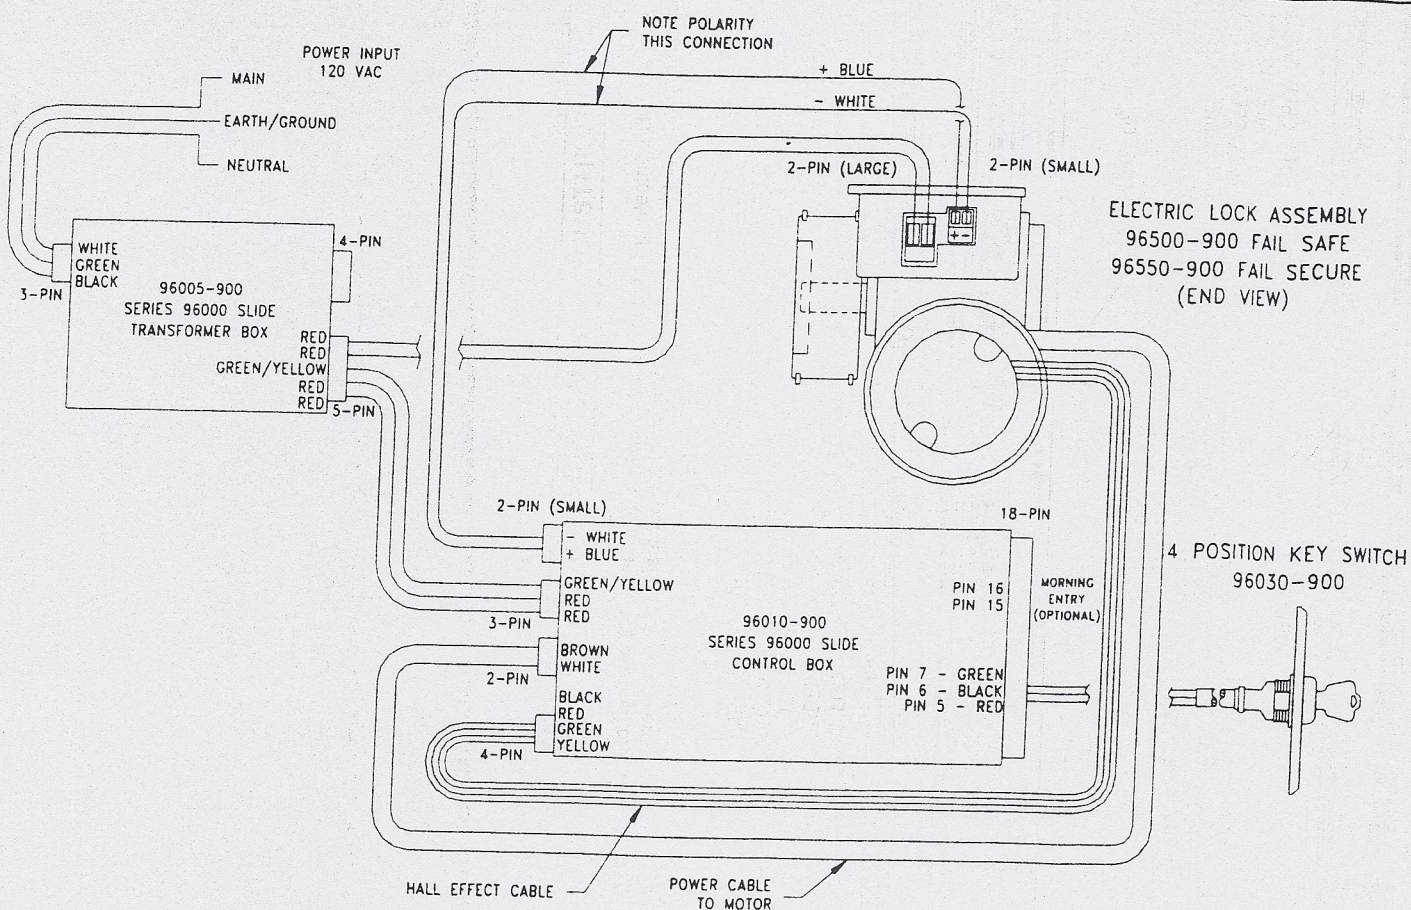 NOTE POLARITY
THIS CONNECTION
POWER INPUT
120 VAC
MAIN
EARTH/GROUND
NEUTRAL
+ BLUE
- WHITE
2-PIN (LARGE)
2-PIN (SMALL)
ELECTRIC LOCK ASSEMBLY
96500-900 FAIL SAFE
96550-900 FAIL SECURE
(END VIEW)
+ -
4-PIN
WHITE
GREEN
BLACK
3-PIN
96005-900
SERIES 96000 SLIDE
TRANSFORMER BOX
RED
RED
GREEN/YELLOW
RED
RED
5-PIN
2-PIN (SMALL)
- WHITE
+ BLUE
GREEN/YELLOW
RED
RED
3-PIN
BROWN
WHITE
2-PIN
BLACK
RED
GREEN
YELLOW
4-PIN
96010-900
SERIES 96000 SLIDE
CONTROL BOX
18-PIN
PIN 16
PIN 15
MORNING
ENTRY
(OPTIONAL)
PIN 7 - GREEN
PIN 6 - BLACK
PIN 5 - RED
4 POSITION KEY SWITCH
96030-900
HALL EFFECT CABLE
POWER CABLE
TO MOTOR